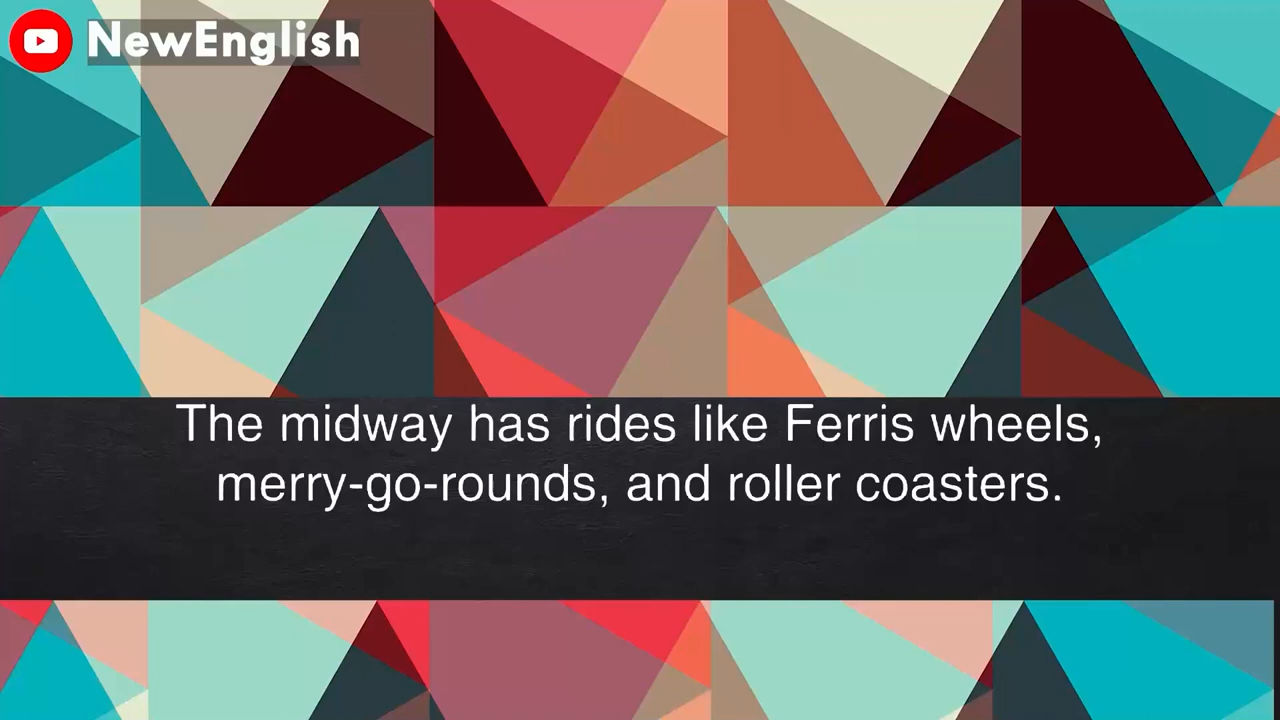 NewEnglish
The midway has rides like Ferris wheels,
merry-go-rounds, and roller coasters.